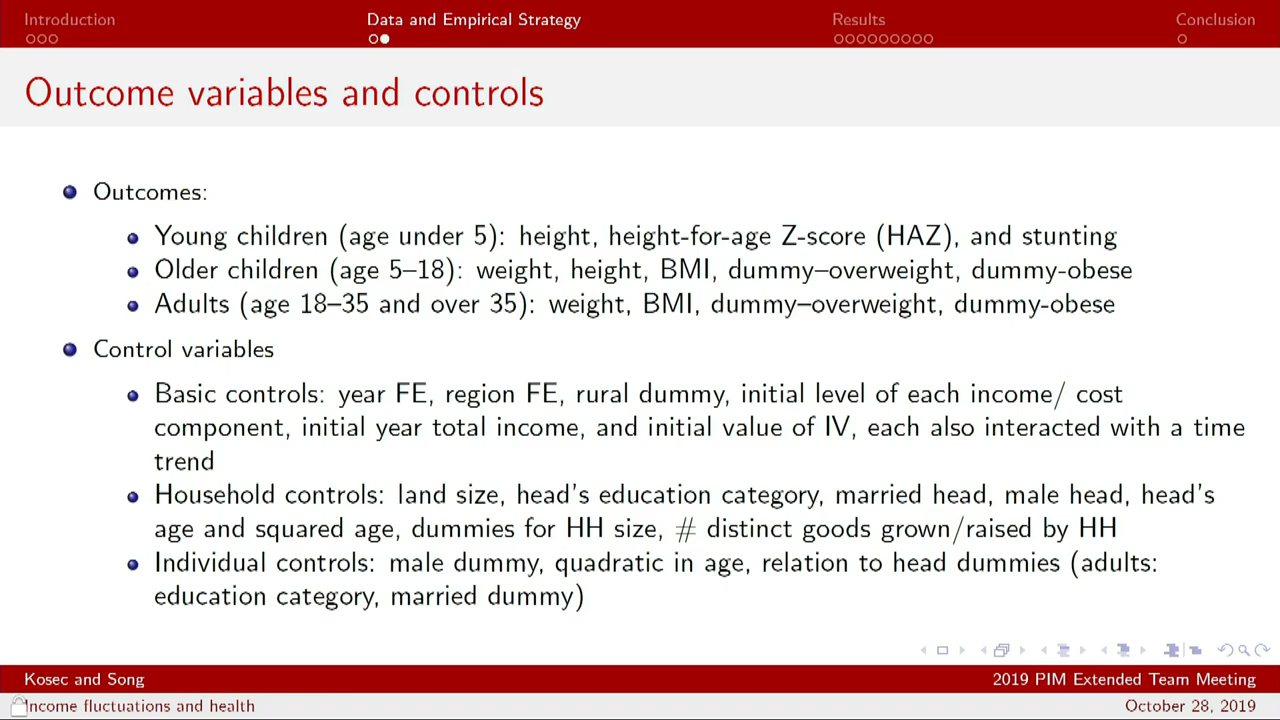 Introduction
Data and Empirical Strategy
Results
Conclusion
Outcome variables and controls
Outcomes:
Young children (age under 5): height, height-for-age Z-score (HAZ), and stunting
Older children (age 5–18): weight, height, BMI, dummy–overweight, dummy-obese
Adults (age 18–35 and over 35): weight, BMI, dummy–overweight, dummy-obese
Control variables
Basic controls: year FE, region FE, rural dummy, initial level of each income/ cost
component, initial year total income, and initial value of IV, each also interacted with a time
trend
Household controls: land size, head's education category, married head, male head, head's
age and squared age, dummies for HH size, # distinct goods grown/raised by HH
Individual controls: male dummy, quadratic in age, relation to head dummies (adults:
education category, married dummy)
Kosec and Song
2019 PIM Extended Team Meeting
Income fluctuations and health
October 28, 2019